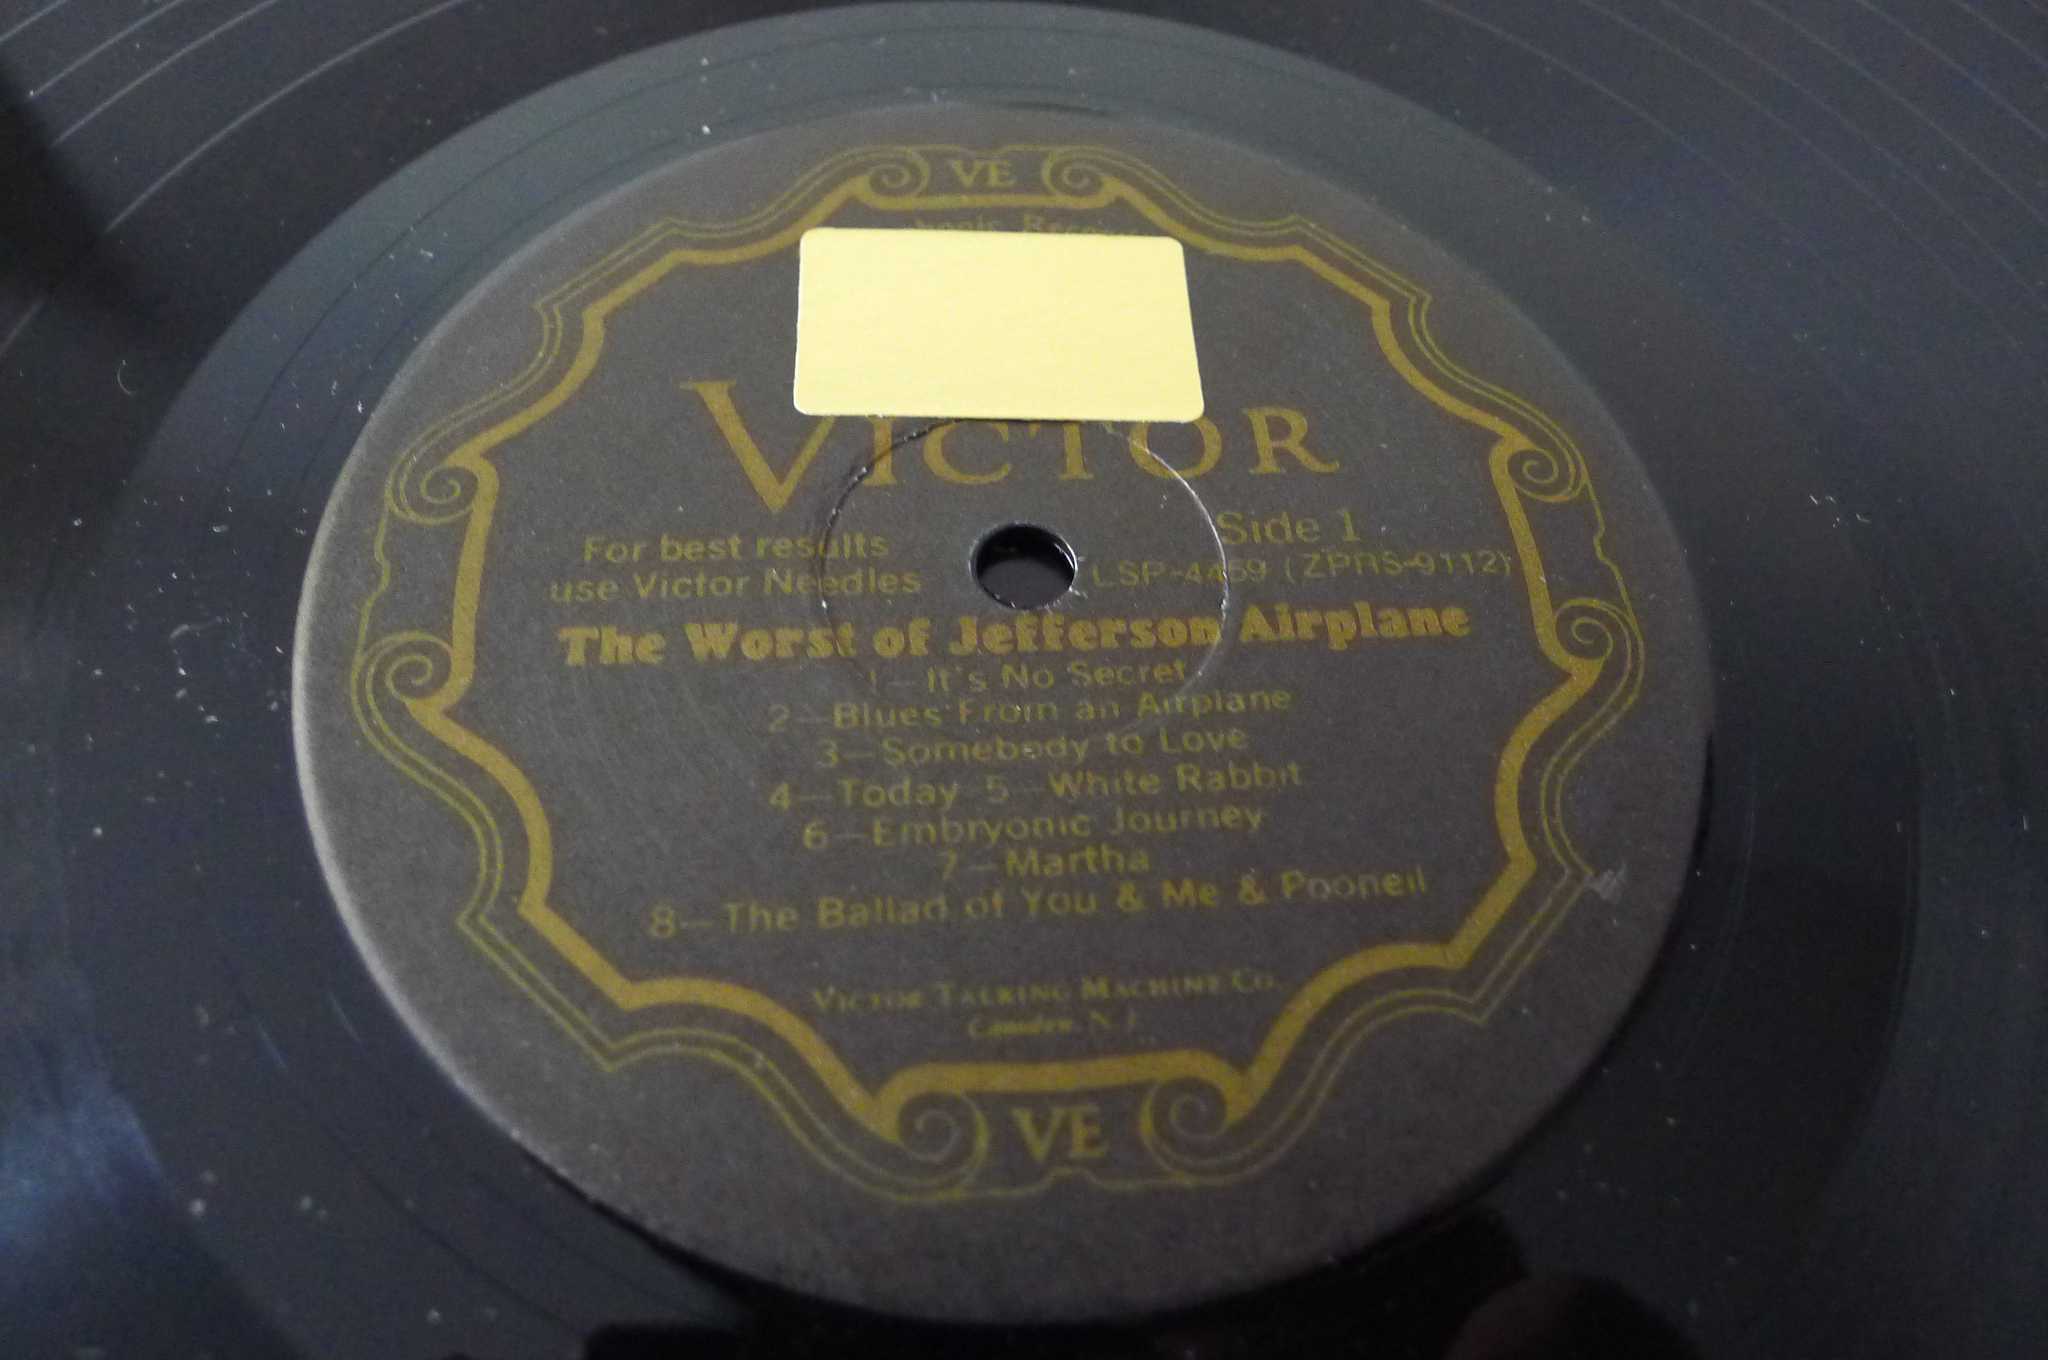 VE
VICTOR
For best results
use Victor Needles
Side 1
LSP-4459 (ZPRS-9112)
The Worst of Jefferson Airplane
1—It's No Secret
2—Blues From an Airplane
3—Somebody to Love
4—Today 5—White Rabbit
6—Embryonic Journey
7—Martha
8—The Ballad of You & Me & Pooneil
VICTOR TALKING MACHINE CO.
Camden, N.J.
VE